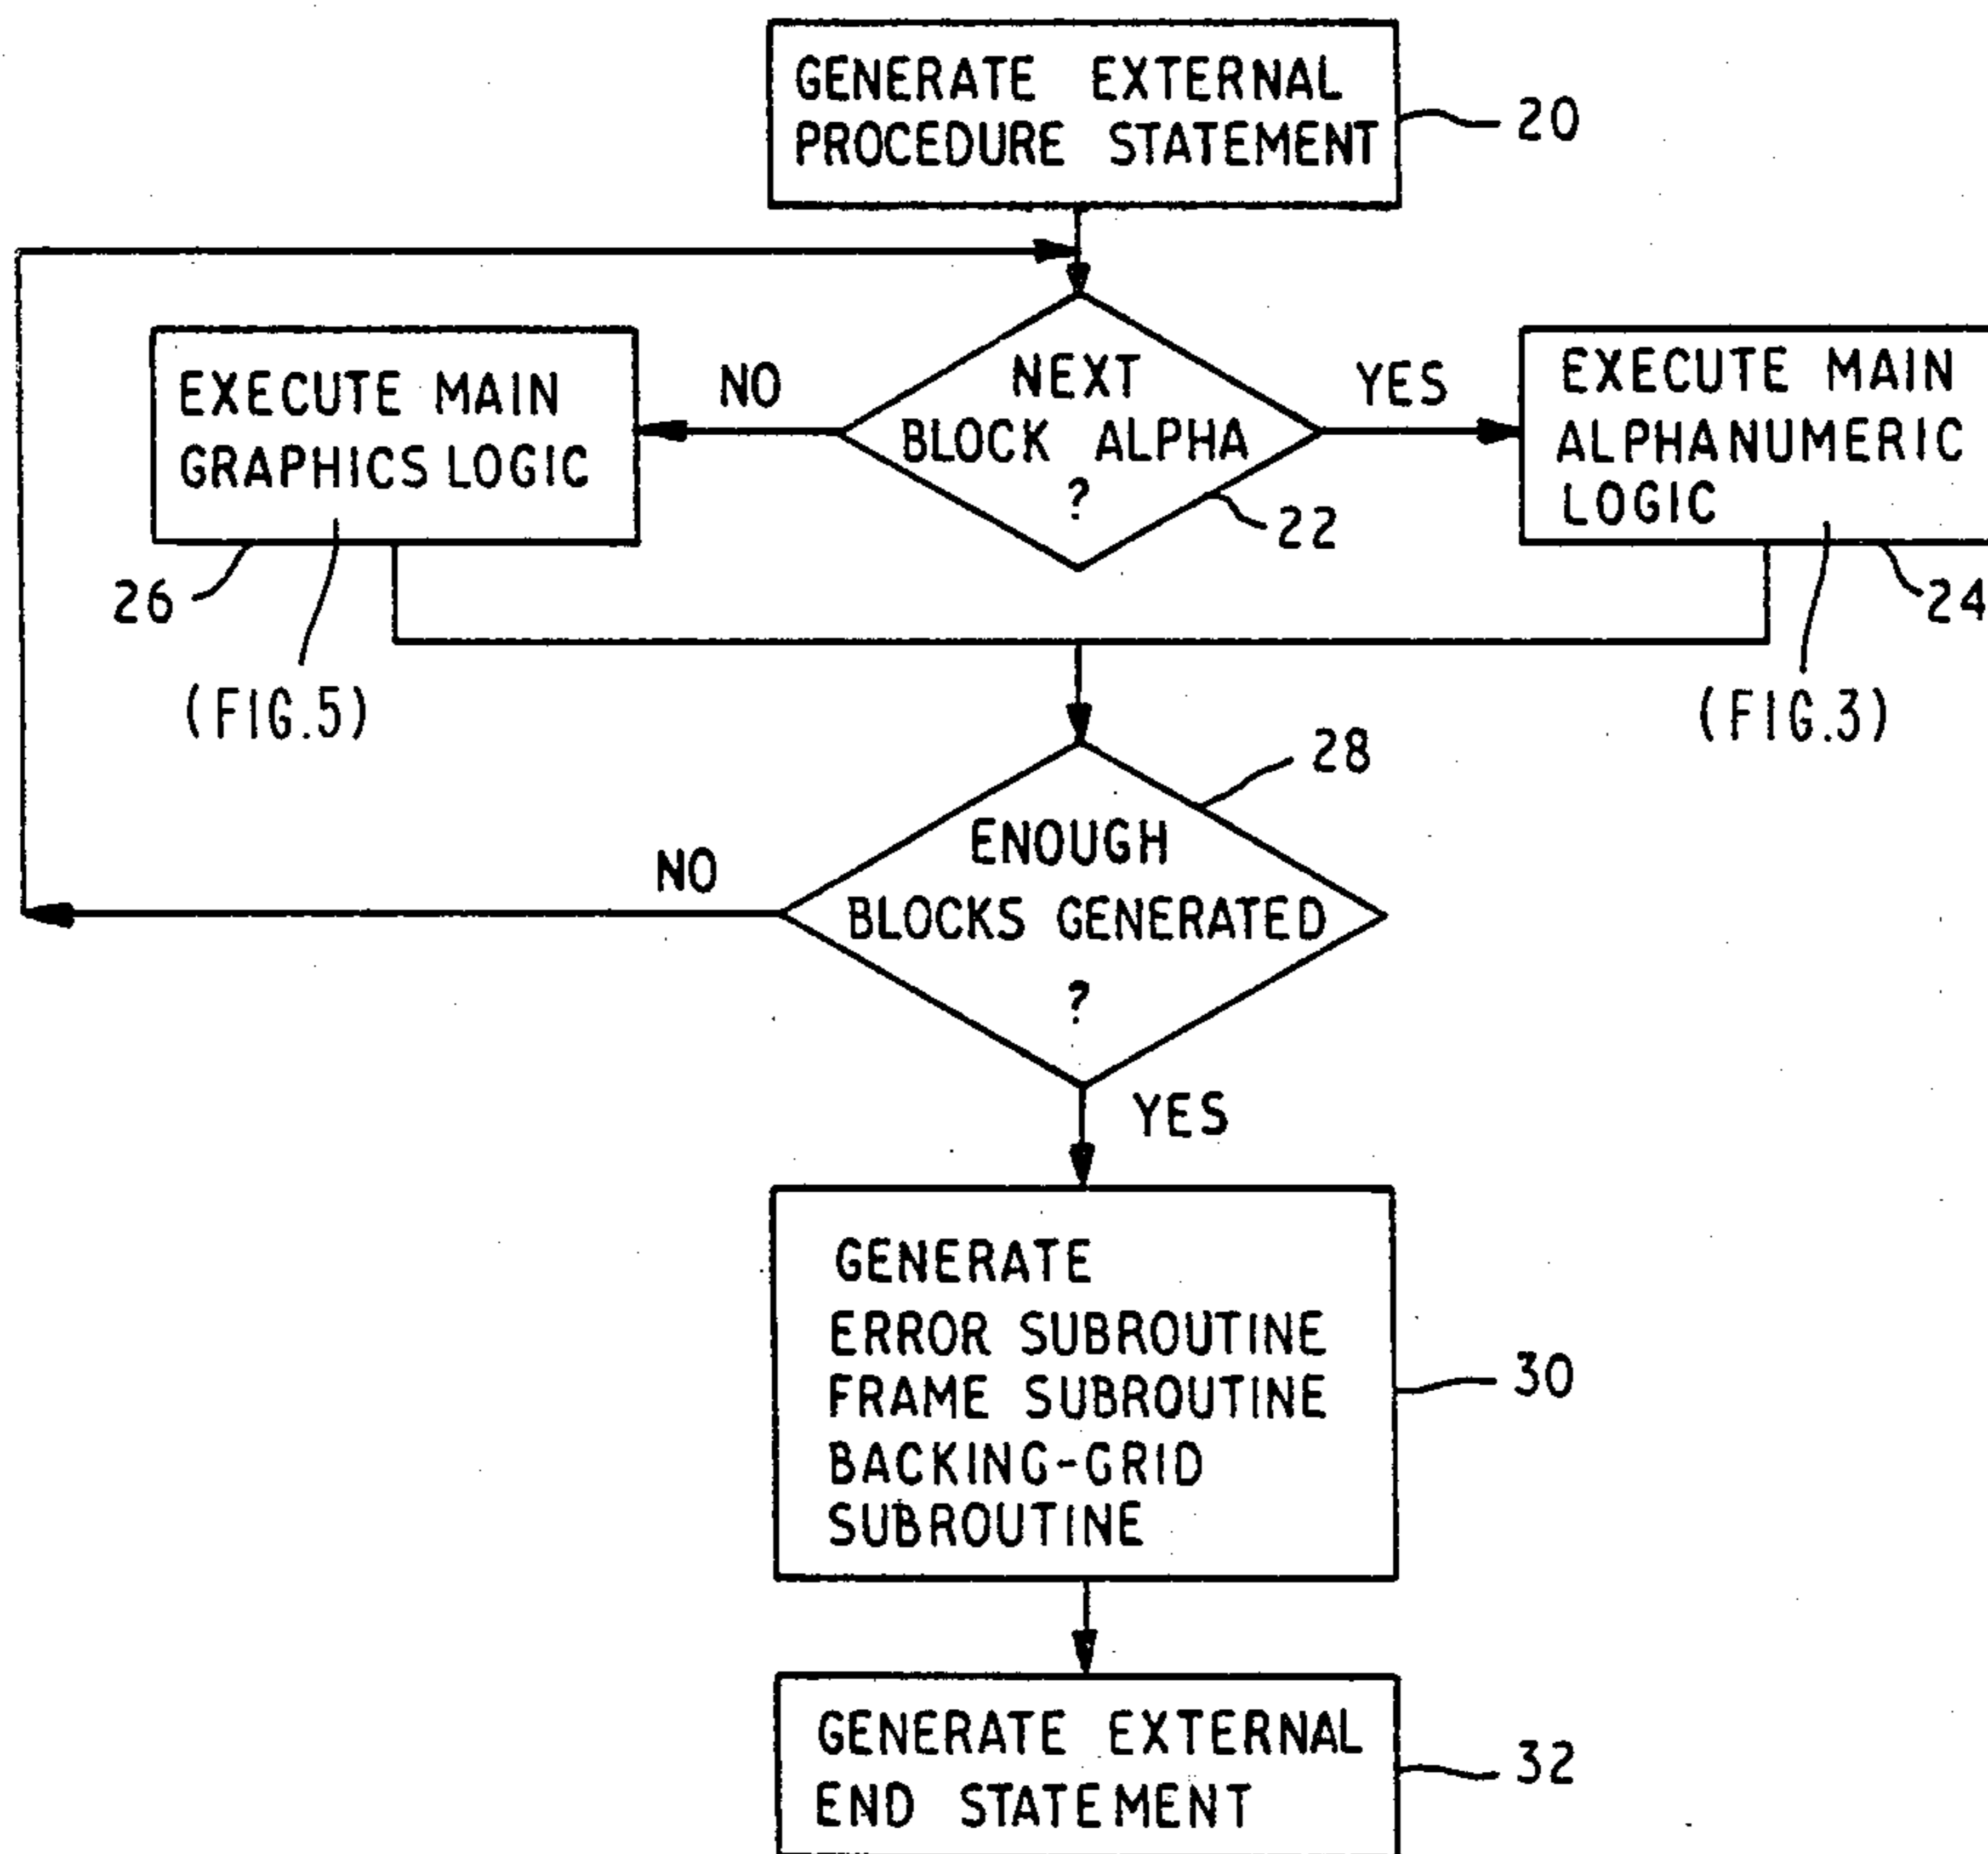 GENERATE EXTERNAL
PROCEDURE STATEMENT
20
EXECUTE MAIN
GRAPHICS LOGIC
NO
NEXT
BLOCK ALPHA
?
YES
EXECUTE MAIN
ALPHANUMERIC
LOGIC
22
26
24
(FIG.5)
(FIG.3)
28
ENOUGH
BLOCKS GENERATED
?
NO
YES
GENERATE
ERROR SUBROUTINE
FRAME SUBROUTINE
BACKING-GRID
SUBROUTINE
30
GENERATE EXTERNAL
END STATEMENT
32